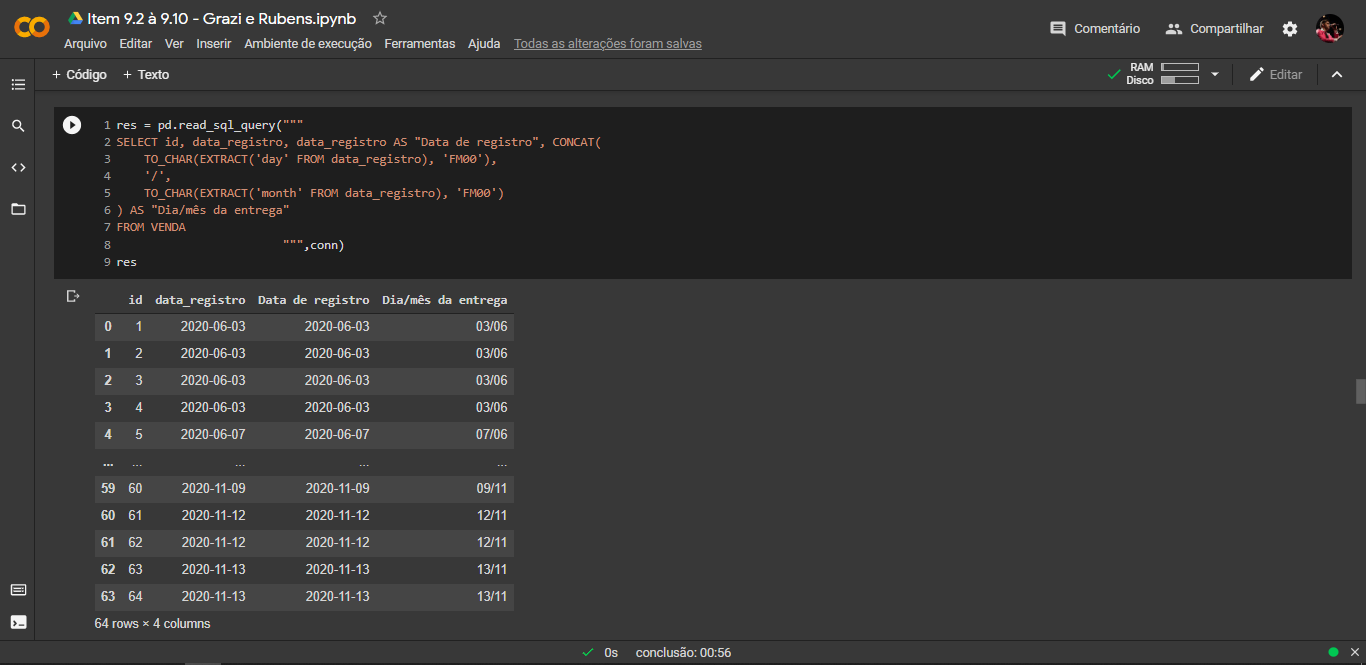 Item 9.2 à 9.10 - Grazi e Rubens.ipynb
Arquivo Editar Ver Inserir Ambiente de execução Ferramentas Ajuda Todas as alterações foram salvas
Comentário Compartilhar
+ Código + Texto
RAM
Disco
Editar
1 res = pd.read_sql_query("""
2 SELECT id, data_registro, data_registro AS "Data de registro", CONCAT(
3 TO_CHAR(EXTRACT('day' FROM data_registro), 'FM00'),
4 '/',
5 TO_CHAR(EXTRACT('month' FROM data_registro), 'FM00')
6 ) AS "Dia/mês da entrega"
7 FROM VENDA
8 """,conn)
9 res
id data_registro Data de registro Dia/mês da entrega
0 1 2020-06-03 2020-06-03 03/06
1 2 2020-06-03 2020-06-03 03/06
2 3 2020-06-03 2020-06-03 03/06
3 4 2020-06-03 2020-06-03 03/06
4 5 2020-06-07 2020-06-07 07/06
... ... ... ... ...
59 60 2020-11-09 2020-11-09 09/11
60 61 2020-11-12 2020-11-12 12/11
61 62 2020-11-12 2020-11-12 12/11
62 63 2020-11-13 2020-11-13 13/11
63 64 2020-11-13 2020-11-13 13/11
64 rows × 4 columns
0s conclusão: 00:56